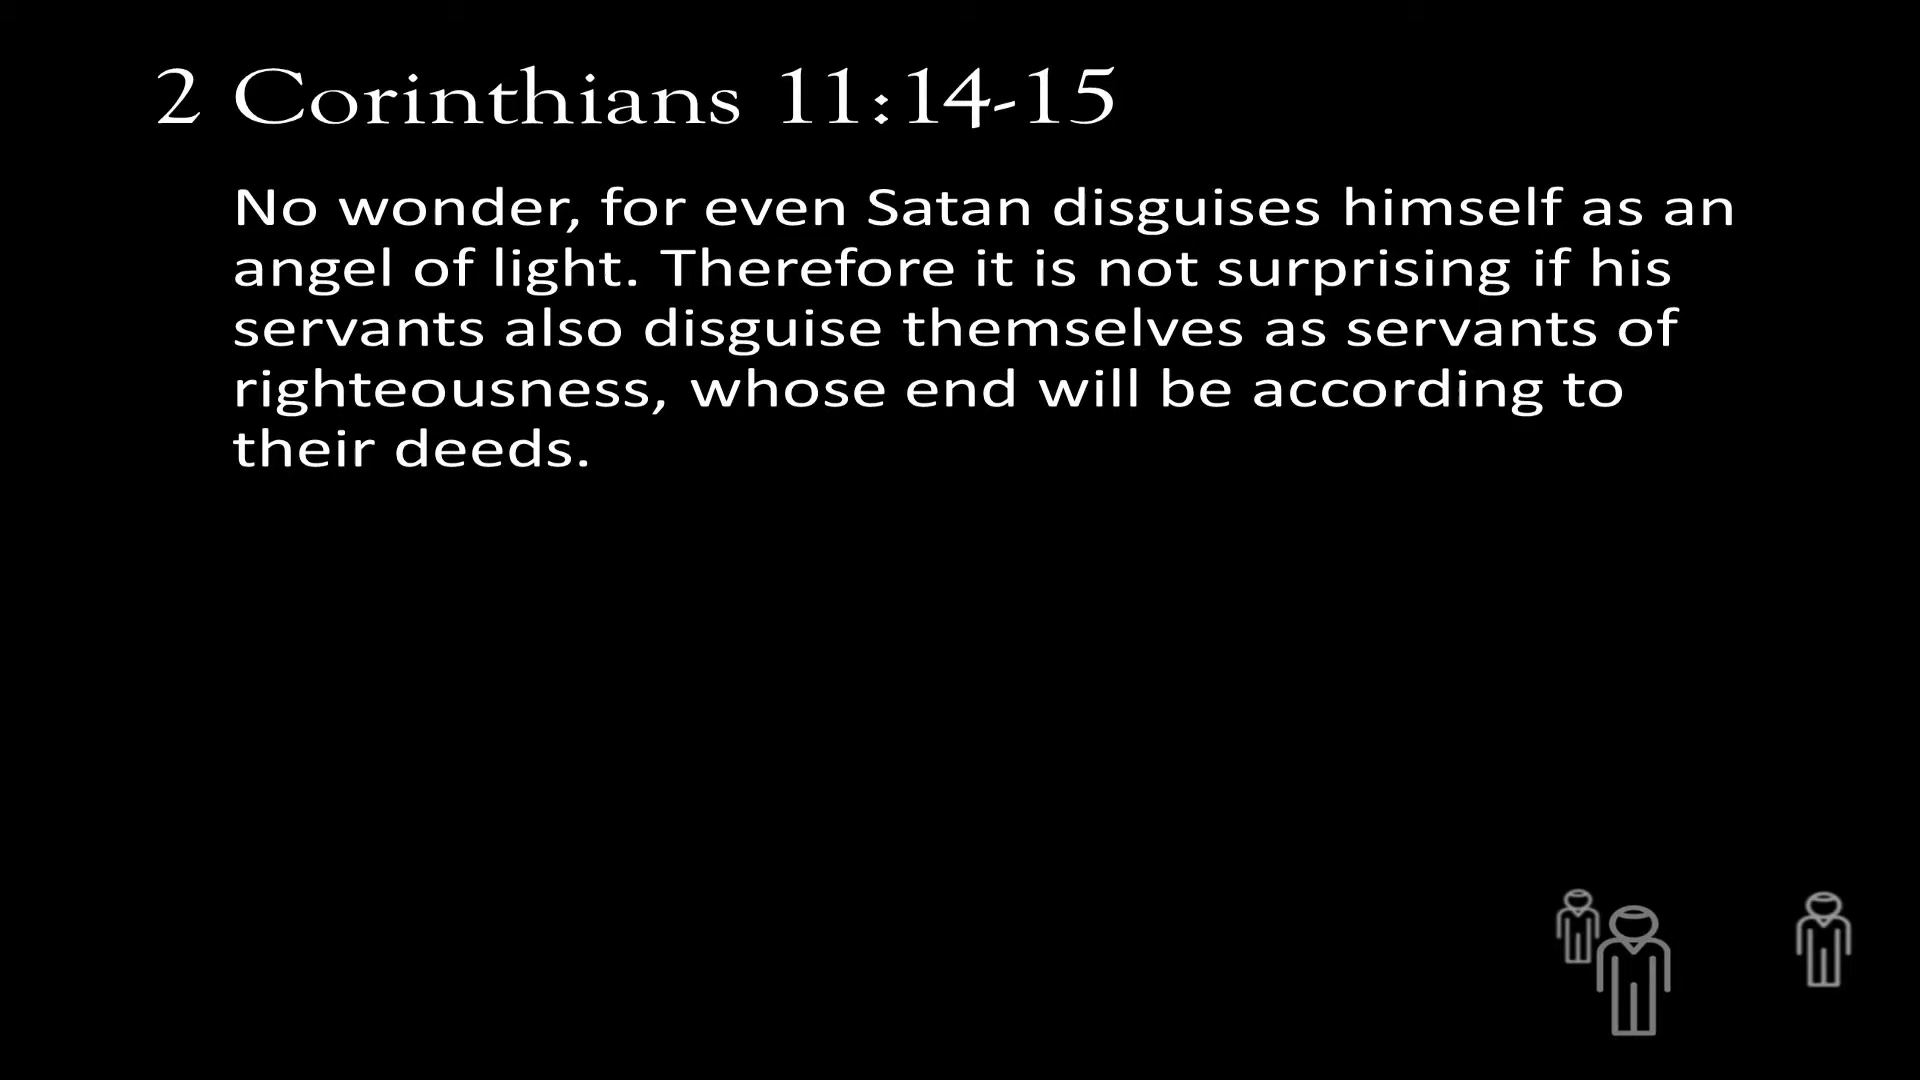 2 Corinthians 11:14-15
No wonder, for even Satan disguises himself as an
angel of light. Therefore it is not surprising if his
servants also disguise themselves as servants of
righteousness, whose end will be according to
their deeds.